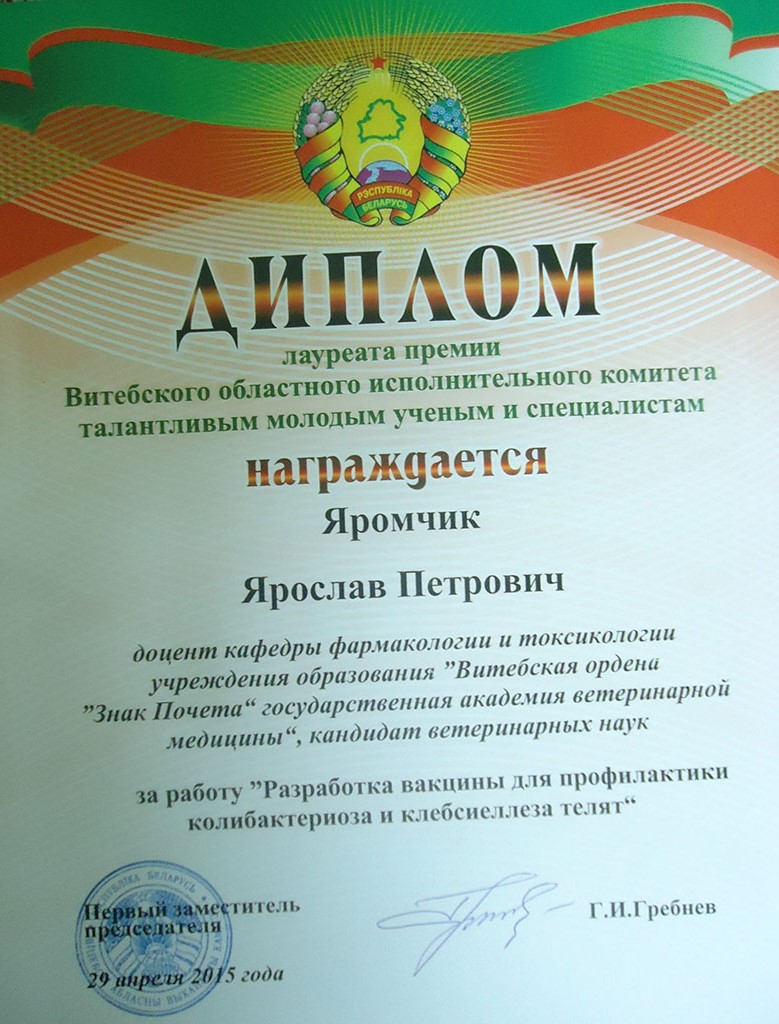 РЭСПУБЛІКА
БЕЛАРУСЬ
ДИПЛОМ
лауреата премии
Витебского областного исполнительного комитета
талантливым молодым ученым и специалистам
награждается
Яромчик
Ярослав Петрович
доцент кафедры фармакологии и токсикологии
учреждения образования "Витебская ордена
"Знак Почета“ государственная академия ветеринарной
медицины“, кандидат ветеринарных наук
за работу "Разработка вакцины для профилактики
колибактериоза и клебсиеллеза телят“
Первый заместитель
председателя
Г.И.Гребнев
29 апреля 2015 года
БЕЛАРУСЬ